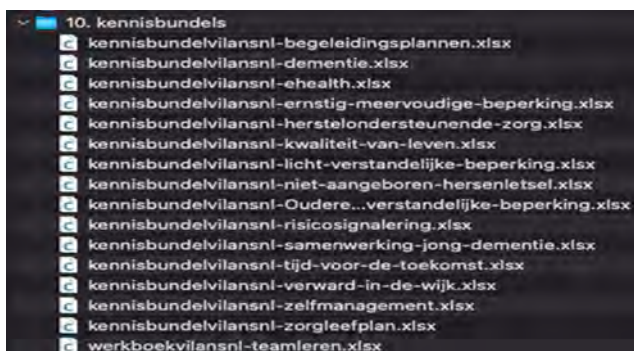 10. kennisbundels
kennisbundelvilansnl-begeleidingsplannen.xlsx
kennisbundelvilansnl-dementie.xlsx
kennisbundelvilansnl-ehealth.xlsx
kennisbundelvilansnl-ernstig-meervoudige-beperking.xlsx
kennisbundelvilansnl-herstelondersteunende-zorg.xlsx
kennisbundelvilansnl-kwaliteit-van-leven.xlsx
kennisbundelvilansnl-licht-verstandelijke-beperking.xlsx
kennisbundelvilansnl-niet-aangeboren-hersenletsel.xlsx
kennisbundelvilansnl-Oudere...verstandelijke-beperking.xlsx
kennisbundelvilansnl-risicosignalering.xlsx
kennisbundelvilansnl-samenwerking-jong-dementie.xlsx
kennisbundelvilansnl-tijd-voor-de-toekomst.xlsx
kennisbundelvilansnl-verward-in-de-wijk.xlsx
kennisbundelvilansnl-zelfmanagement.xlsx
kennisbundelvilansnl-zorgleefplan.xlsx
werkboekvilansnl-teamleren.xlsx